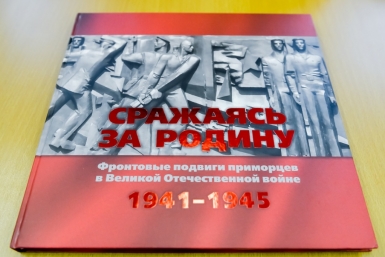 СРАЖАЯСЬ
ЗА РОДИНУ
Фронтовые подвиги приморцев
в Великой Отечественной войне
1941–1945